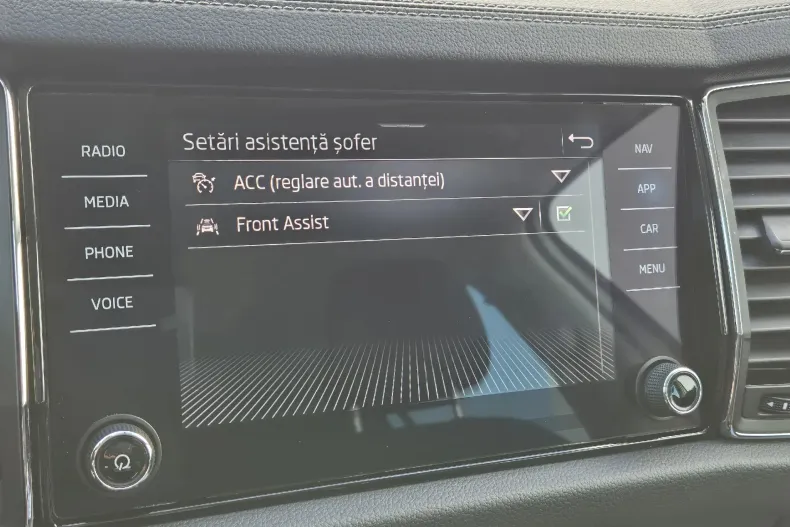 Setări asistență șofer
ACC (reglare aut. a distanței)
Front Assist
RADIO
MEDIA
PHONE
VOICE
NAV
APP
CAR
MENU